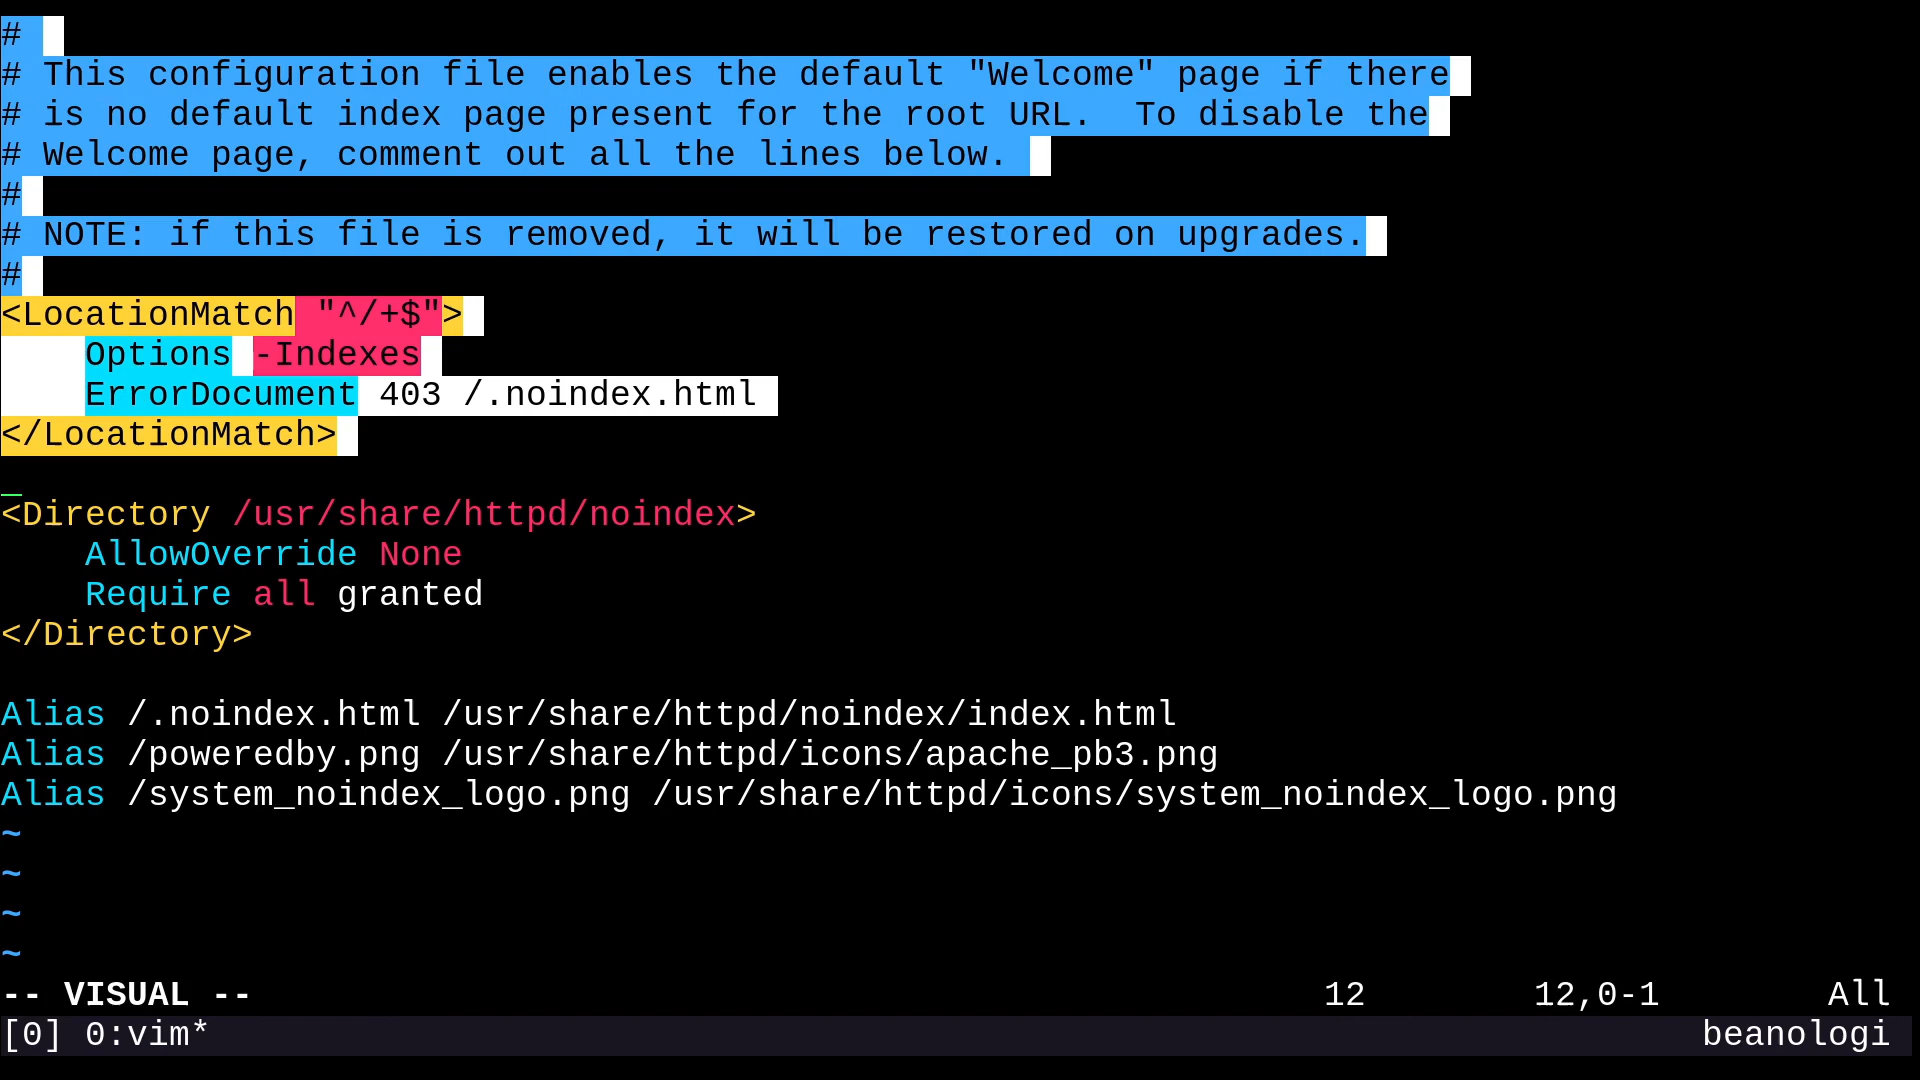 #
# This configuration file enables the default "Welcome" page if there
# is no default index page present for the root URL.  To disable the
# Welcome page, comment out all the lines below.
#
# NOTE: if this file is removed, it will be restored on upgrades.
#
<LocationMatch "^/+$">
    Options -Indexes
    ErrorDocument 403 /.noindex.html
</LocationMatch>

<Directory /usr/share/httpd/noindex>
    AllowOverride None
    Require all granted
</Directory>

Alias /.noindex.html /usr/share/httpd/noindex/index.html
Alias /poweredby.png /usr/share/httpd/icons/apache_pb3.png
Alias /system_noindex_logo.png /usr/share/httpd/icons/system_noindex_logo.png
~
~
~
~
-- VISUAL -- 12 12,0-1 All
[0] 0:vim* beanologi